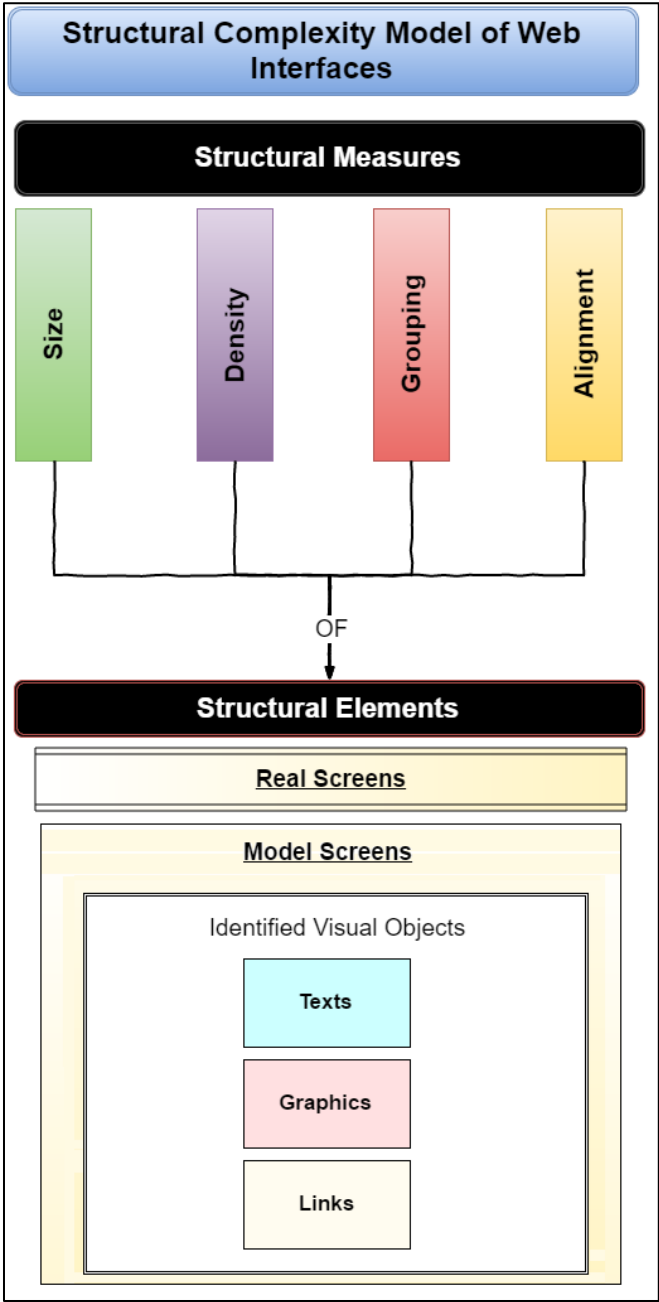 Structural Complexity Model of Web
Interfaces
Structural Measures
Size
Density
Grouping
Alignment
OF
Structural Elements
Real Screens
Model Screens
Identified Visual Objects
Texts
Graphics
Links